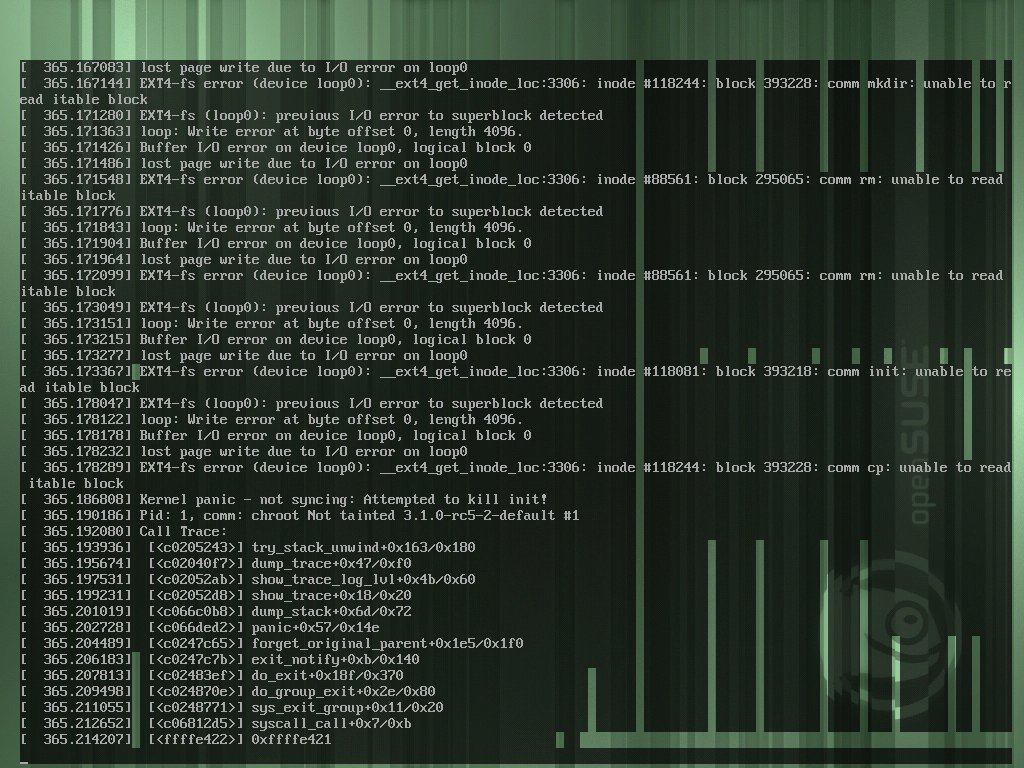 [  365.167083] lost page write due to I/O error on loop0
[  365.167144] EXT4-fs error (device loop0): __ext4_get_inode_loc:3306: inode #118244: block 393228: comm mkdir: unable to r
ead itable block
[  365.171280] EXT4-fs (loop0): previous I/O error to superblock detected
[  365.171363] loop: Write error at byte offset 0, length 4096.
[  365.171426] Buffer I/O error on device loop0, logical block 0
[  365.171486] lost page write due to I/O error on loop0
[  365.171548] EXT4-fs error (device loop0): __ext4_get_inode_loc:3306: inode #88561: block 295065: comm rm: unable to read
itable block
[  365.171776] EXT4-fs (loop0): previous I/O error to superblock detected
[  365.171843] loop: Write error at byte offset 0, length 4096.
[  365.171904] Buffer I/O error on device loop0, logical block 0
[  365.171964] lost page write due to I/O error on loop0
[  365.172099] EXT4-fs error (device loop0): __ext4_get_inode_loc:3306: inode #88561: block 295065: comm rm: unable to read
itable block
[  365.173049] EXT4-fs (loop0): previous I/O error to superblock detected
[  365.173151] loop: Write error at byte offset 0, length 4096.
[  365.173215] Buffer I/O error on device loop0, logical block 0
[  365.173277] lost page write due to I/O error on loop0
[  365.173367] EXT4-fs error (device loop0): __ext4_get_inode_loc:3306: inode #118081: block 393218: comm init: unable to re
ad itable block
[  365.178047] EXT4-fs (loop0): previous I/O error to superblock detected
[  365.178122] loop: Write error at byte offset 0, length 4096.
[  365.178178] Buffer I/O error on device loop0, logical block 0
[  365.178232] lost page write due to I/O error on loop0
[  365.178289] EXT4-fs error (device loop0): __ext4_get_inode_loc:3306: inode #118244: block 393228: comm cp: unable to read
 itable block
[  365.186808] Kernel panic - not syncing: Attempted to kill init!
[  365.190186] Pid: 1, comm: chroot Not tainted 3.1.0-rc5-2-default #1
[  365.192080] Call Trace:
[  365.193936]  [<c0205243>] try_stack_unwind+0x163/0x180
[  365.195674]  [<c02040f7>] dump_trace+0x47/0xf0
[  365.197531]  [<c02052ab>] show_trace_log_lvl+0x4b/0x60
[  365.199231]  [<c02052d8>] show_trace+0x18/0x20
[  365.201019]  [<c066c0b8>] dump_stack+0x6d/0x72
[  365.202728]  [<c066ded2>] panic+0x57/0x14e
[  365.204489]  [<c0247c65>] forget_original_parent+0x1e5/0x1f0
[  365.206183]  [<c0247c7b>] exit_notify+0xb/0x140
[  365.207813]  [<c02483ef>] do_exit+0x18f/0x370
[  365.209498]  [<c024870e>] do_group_exit+0x2e/0x80
[  365.211055]  [<c0248771>] sys_exit_group+0x11/0x20
[  365.212652]  [<c06812d5>] syscall_call+0x7/0xb
[  365.214207]  [<ffffe422>] 0xffffe421
openSUSE